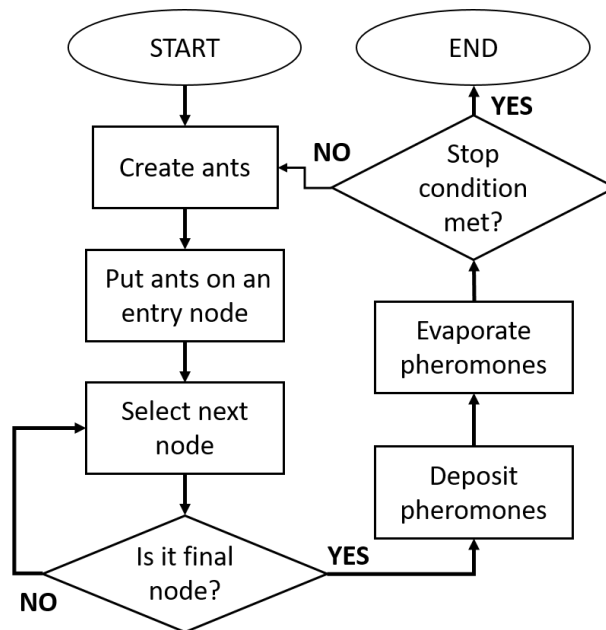 START
Create ants
Put ants on an
entry node
Select next
node
Is it final
node?
NO
YES
Deposit
pheromones
Evaporate
pheromones
Stop
condition
met?
NO
YES
END